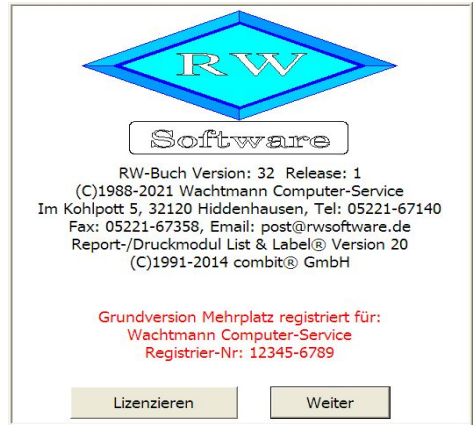 RW
Software
RW-Buch Version: 32 Release: 1
(C)1988-2021 Wachtmann Computer-Service
Im Kohlpott 5, 32120 Hiddenhausen, Tel: 05221-67140
Fax: 05221-67358, Email: post@rwsoftware.de
Report-/Druckmodul List & Label® Version 20
(C)1991-2014 combit® GmbH
Grundversion Mehrplatz registriert für:
Wachtmann Computer-Service
Registrier-Nr: 12345-6789
Lizenzieren Weiter